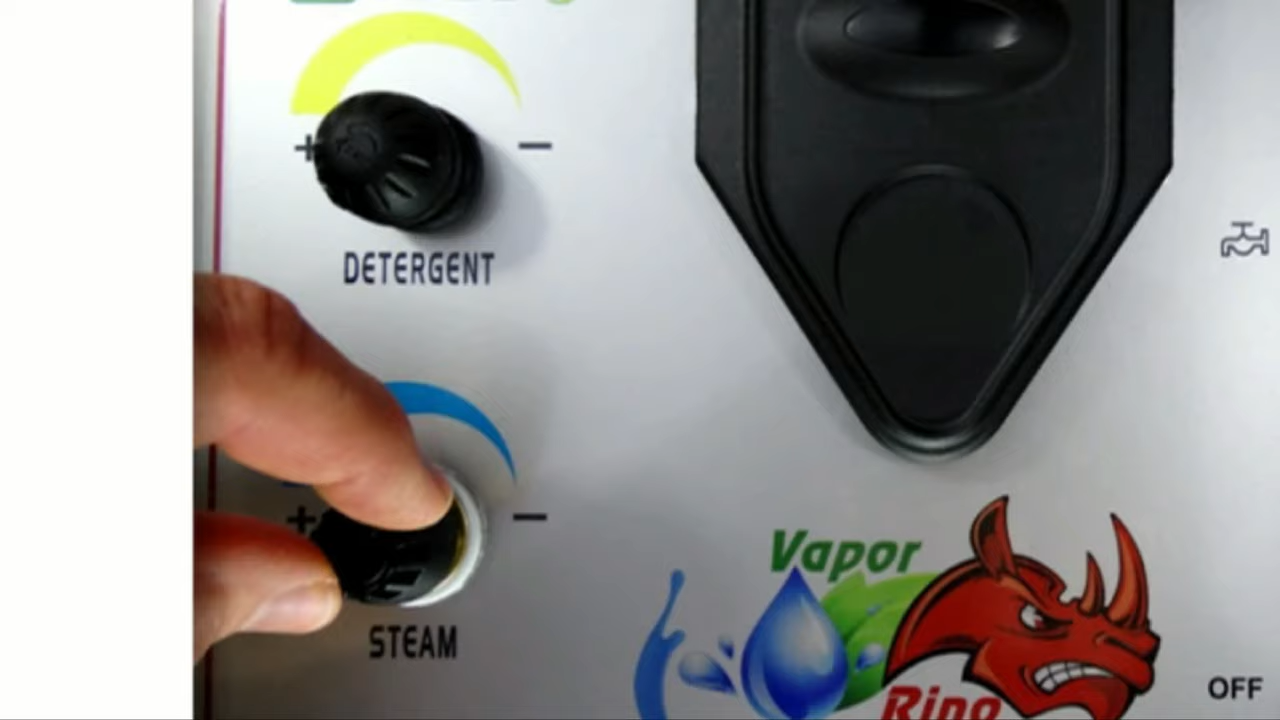 + −
DETERGENT
+ −
STEAM
Vapor
Rino
OFF